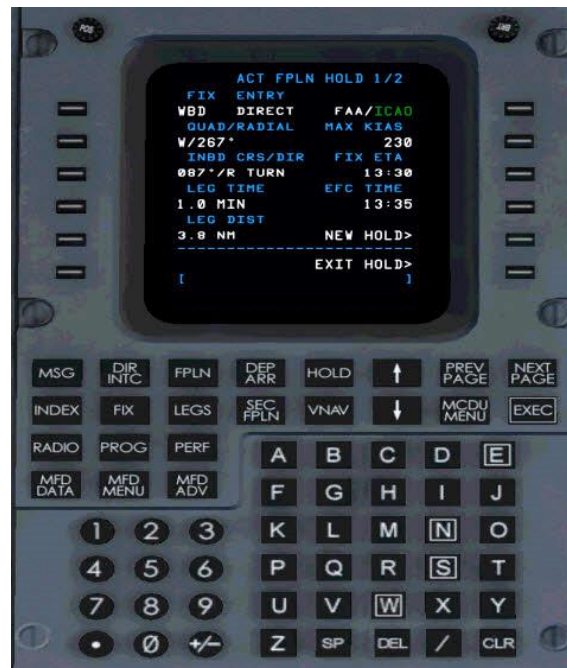 POS
BRT
ACT FPLN HOLD 1/2
FIX ENTRY
WBD DIRECT FAA/ICAO
QUAD/RADIAL MAX KIAS
W/267° 230
INBD CRS/DIR FIX ETA
087°/R TURN 13:30
LEG TIME EFC TIME
1.0 MIN 13:35
LEG DIST
3.8 NM NEW HOLD>
--------------------------------
EXIT HOLD>
[ ]
MSG DIR INTC FPLN DEP ARR HOLD ↑ PREV PAGE NEXT PAGE
INDEX FIX LEGS SEC FPLN VNAV ↓ MCDU MENU EXEC
RADIO PROG PERF
MFD DATA MFD MENU MFD ADV
A B C D E
F G H I J
1 2 3 K L M N O
4 5 6 P Q R S T
7 8 9 U V W X Y
. 0 +/- Z SP DEL / CLR